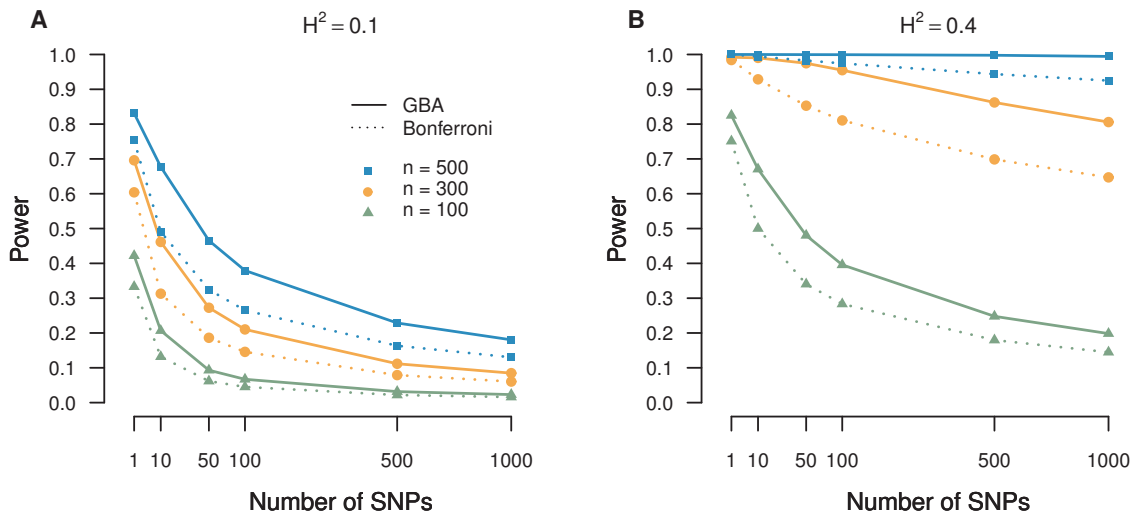 A
H² = 0.1
1.0
0.9
0.8
0.7
0.6
0.5
0.4
0.3
0.2
0.1
0.0
Power
GBA
Bonferroni
n = 500
n = 300
n = 100
1 10 50 100 500 1000
Number of SNPs
B
H² = 0.4
1.0
0.9
0.8
0.7
0.6
0.5
0.4
0.3
0.2
0.1
0.0
Power
1 10 50 100 500 1000
Number of SNPs